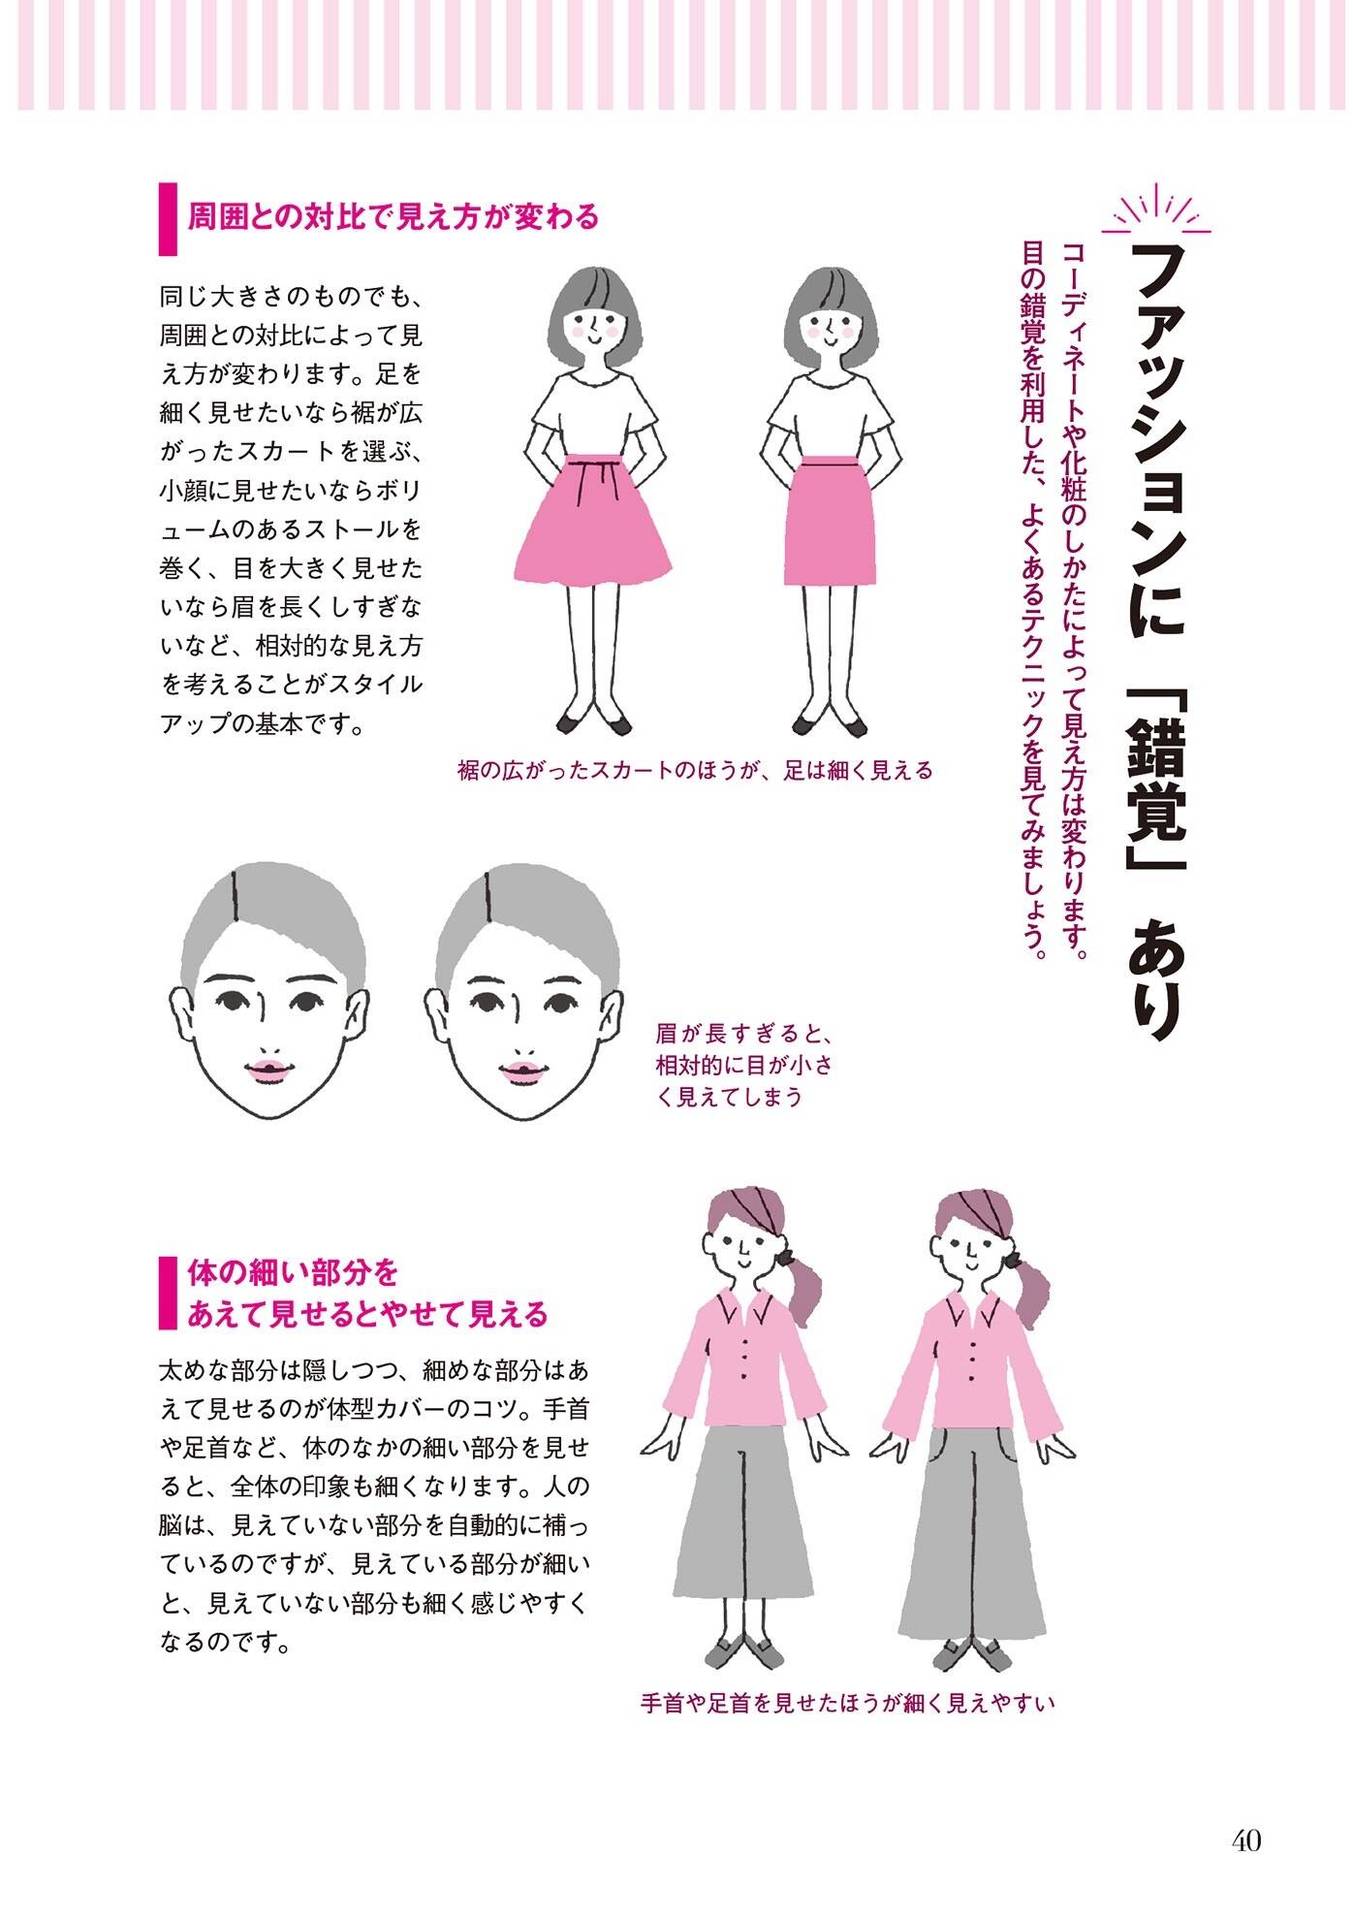 ファッションに「錯覚」あり
コーディネートや化粧のしかたによって見え方は変わります。
目の錯覚を利用した、よくあるテクニックを見てみましょう。
周囲との対比で見え方が変わる
同じ大きさのものでも、
周囲との対比によって見
え方が変わります。足を
細く見せたいなら裾が広
がったスカートを選ぶ、
小顔に見せたいならボリ
ュームのあるストールを
巻く、目を大きく見せた
いなら眉を長くしすぎな
いなど、相対的な見え方
を考えることがスタイル
アップの基本です。
裾の広がったスカートのほうが、足は細く見える
眉が長すぎると、
相対的に目が小さ
く見えてしまう
体の細い部分を
あえて見せるとやせて見える
太めな部分は隠しつつ、細めな部分はあ
えて見せるのが体型カバーのコツ。手首
や足首など、体のなかの細い部分を見せ
ると、全体の印象も細くなります。人の
脳は、見えていない部分を自動的に補っ
ているのですが、見えている部分が細い
と、見えていない部分も細く感じやすく
なるのです。
手首や足首を見せたほうが細く見えやすい
40